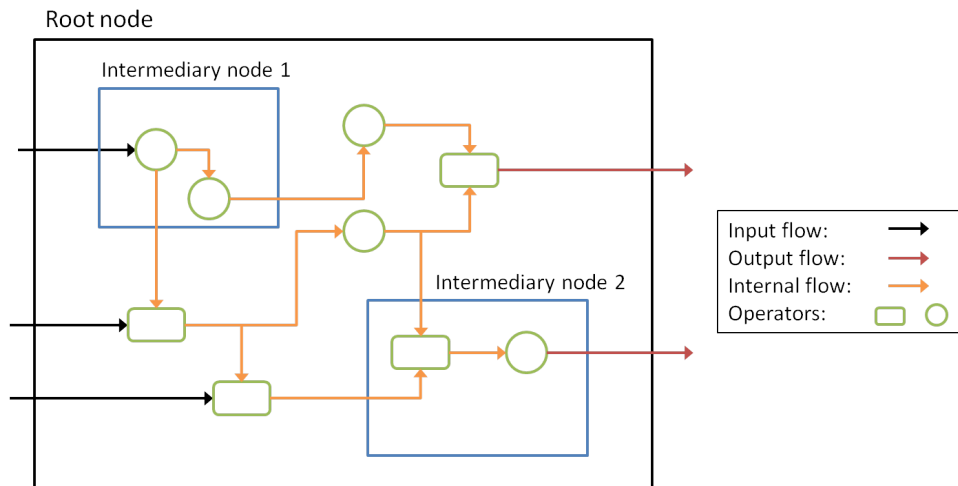 Root node
Intermediary node 1
Intermediary node 2
Input flow:
Output flow:
Internal flow:
Operators: